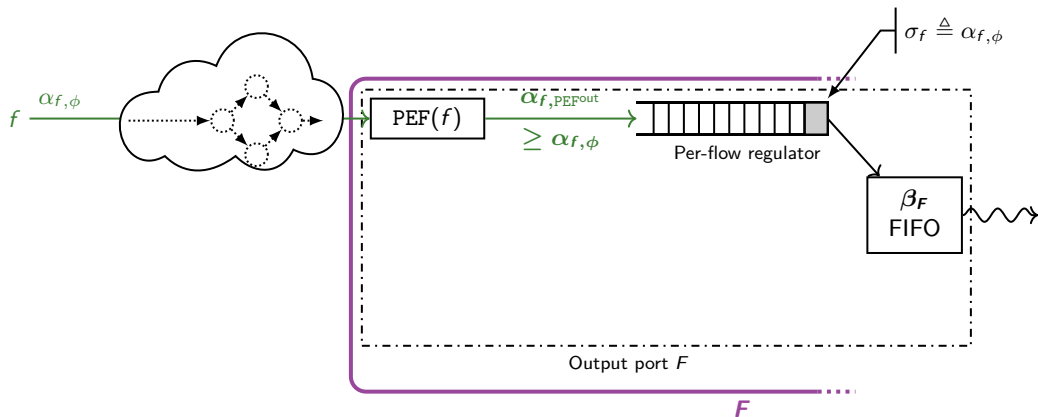 σ_f ≜ α_{f,ϕ}
f
α_{f,ϕ}
PEF(f)
α_{f,PEF^out}
≥ α_{f,ϕ}
Per-flow regulator
β_F
FIFO
Output port F
F